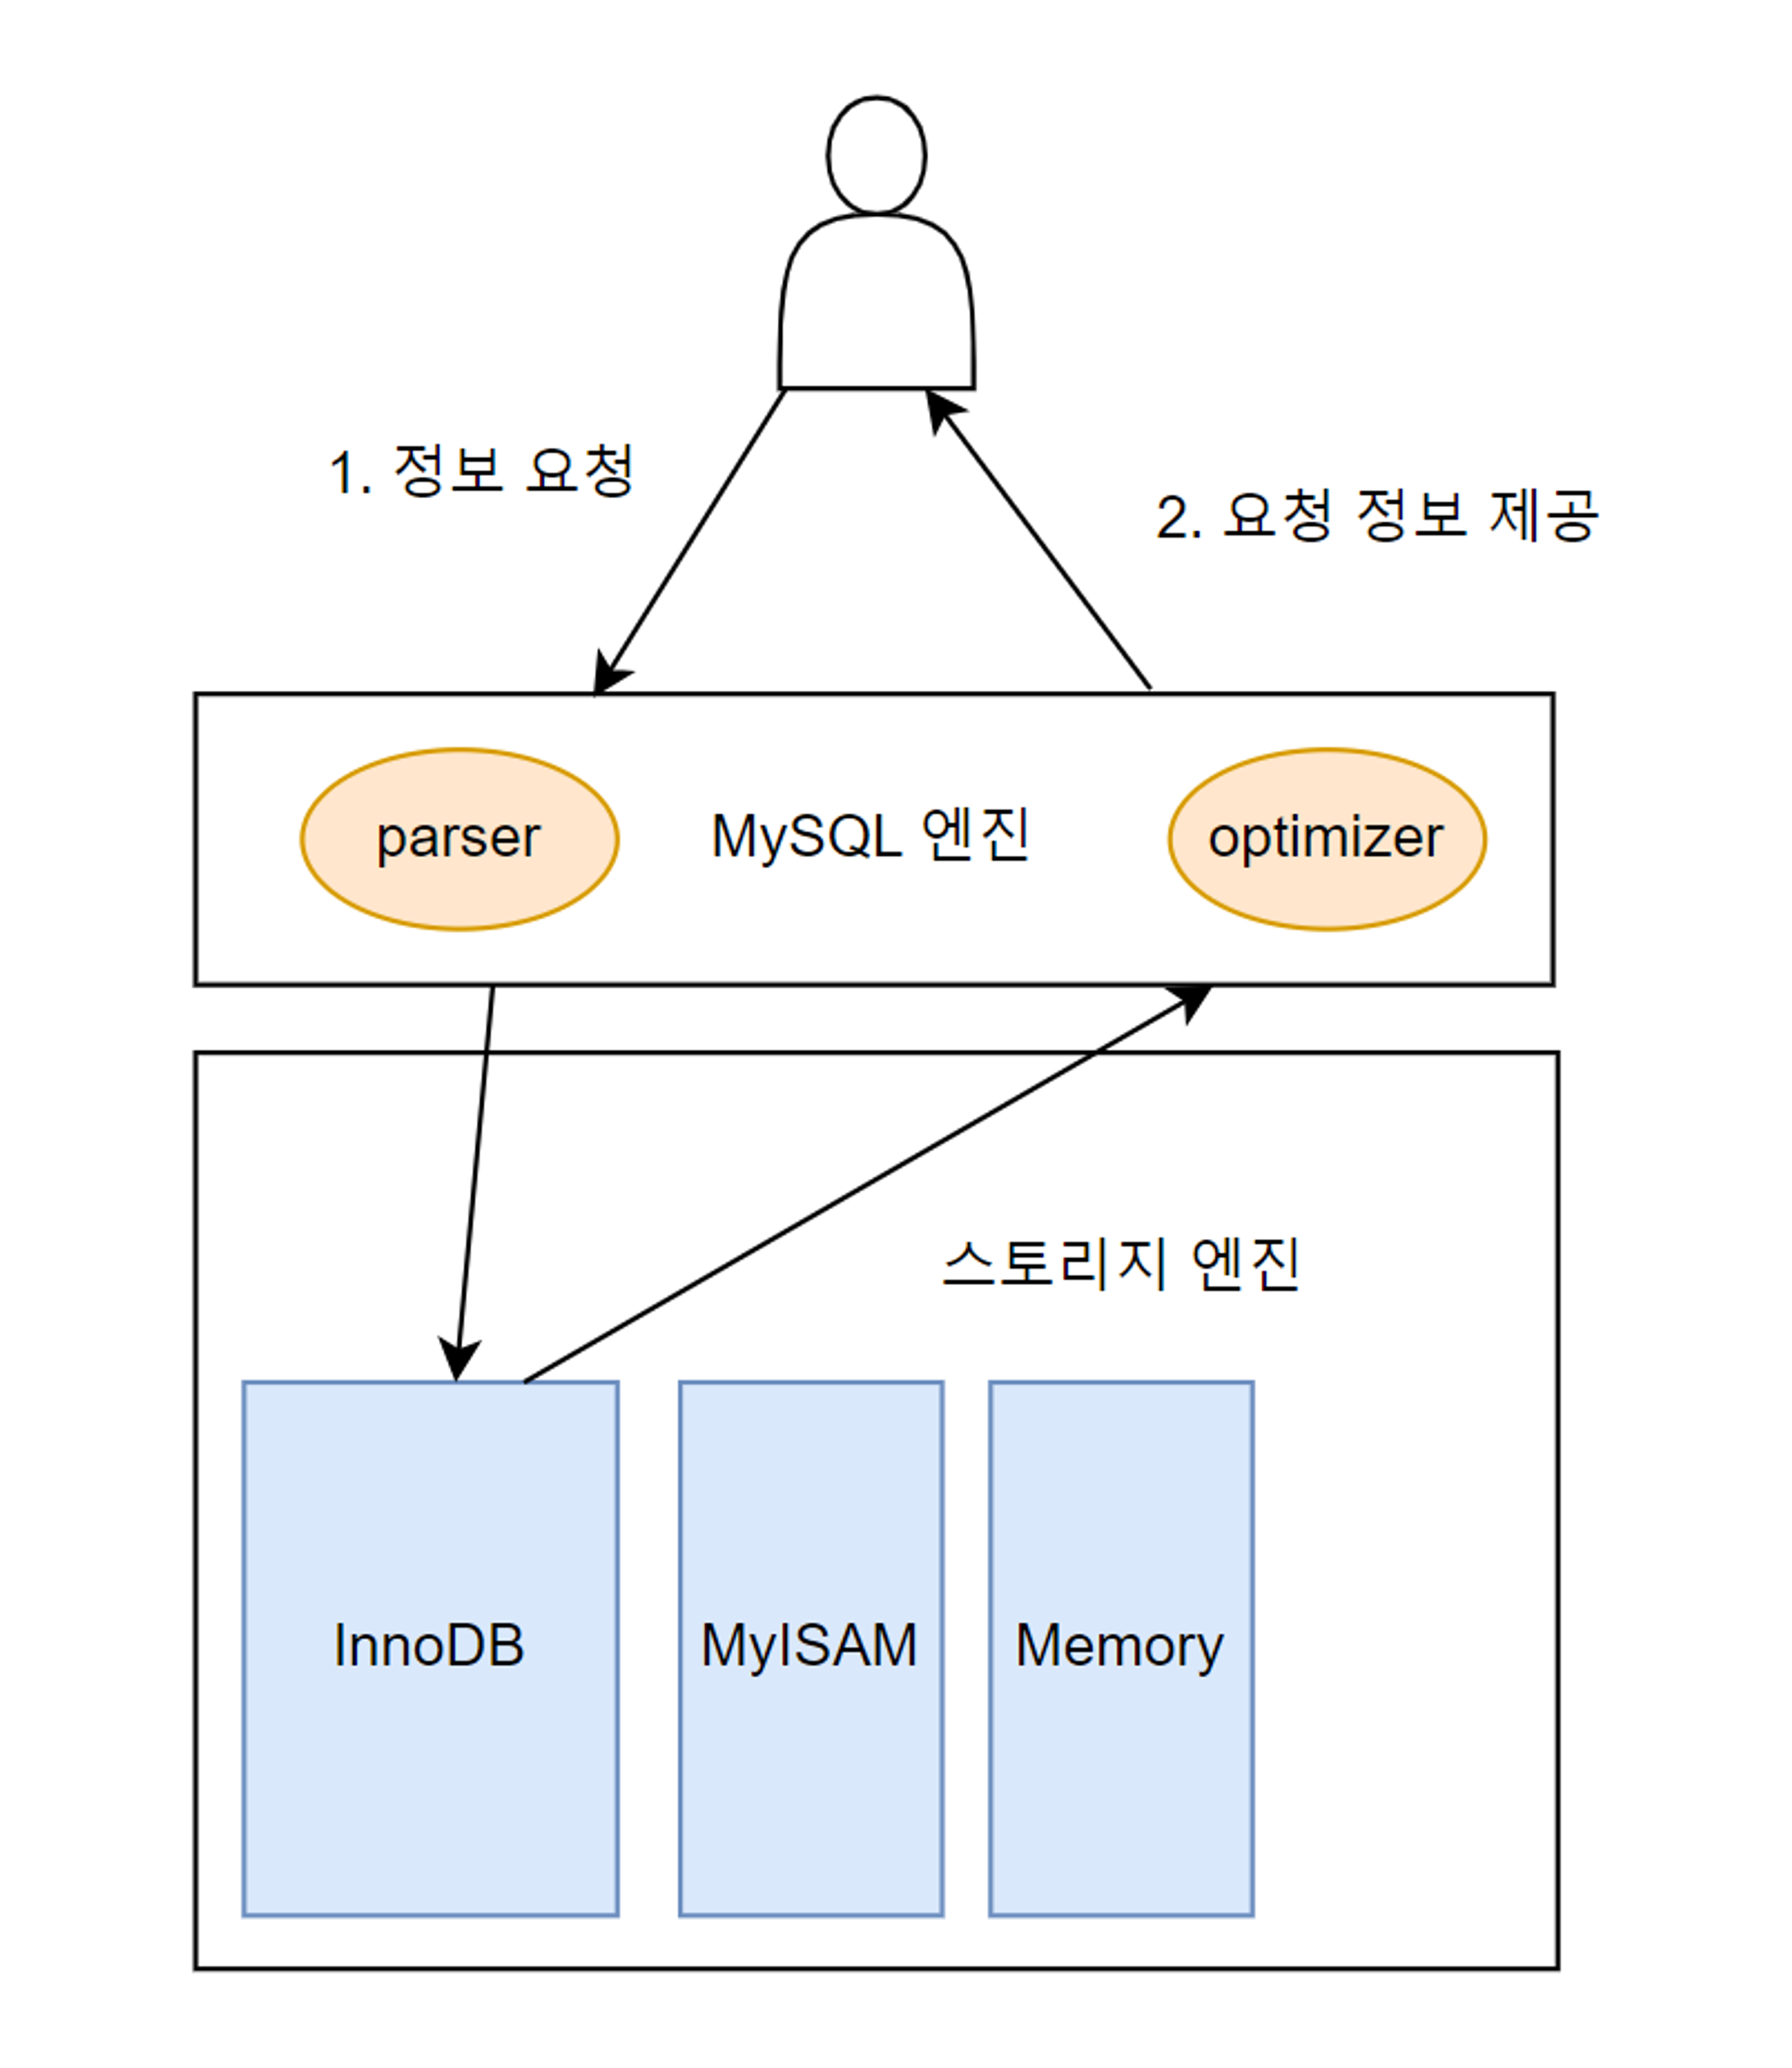 1. 정보 요청
2. 요청 정보 제공
parser
MySQL 엔진
optimizer
스토리지 엔진
InnoDB
MyISAM
Memory